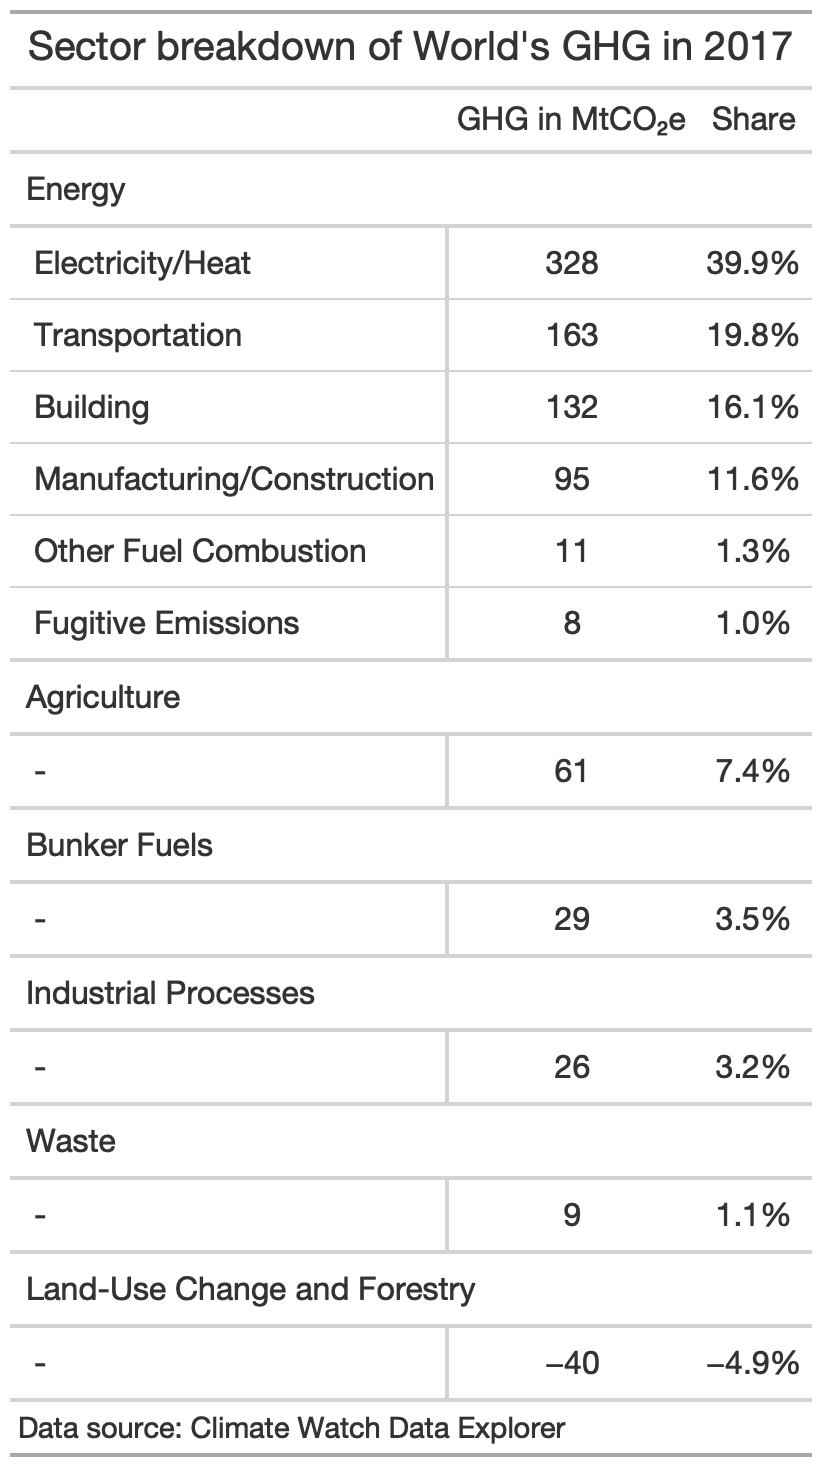 Sector breakdown of World's GHG in 2017
GHG in MtCO₂e Share
Energy
Electricity/Heat 328 39.9%
Transportation 163 19.8%
Building 132 16.1%
Manufacturing/Construction 95 11.6%
Other Fuel Combustion 11 1.3%
Fugitive Emissions 8 1.0%
Agriculture
- 61 7.4%
Bunker Fuels
- 29 3.5%
Industrial Processes
- 26 3.2%
Waste
- 9 1.1%
Land-Use Change and Forestry
- −40 −4.9%
Data source: Climate Watch Data Explorer